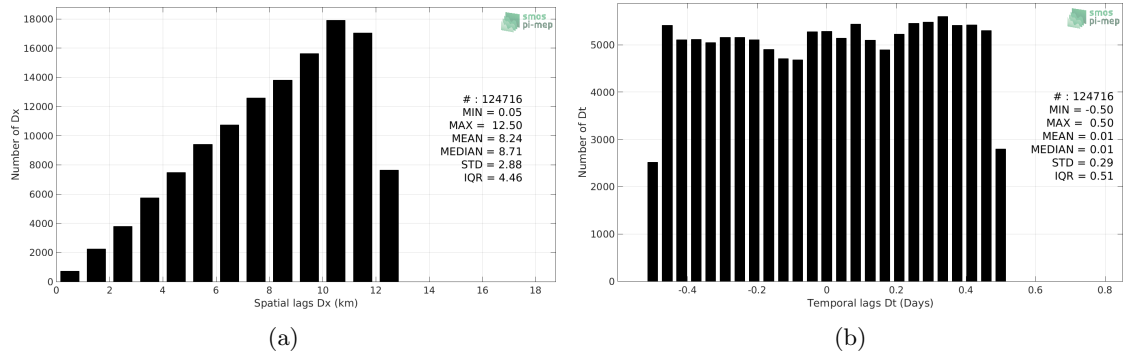 smos
pi-mep
18000
16000
14000
12000
10000
8000
6000
4000
2000
0
Number of Dx
# : 124716
MIN = 0.05
MAX = 12.50
MEAN = 8.24
MEDIAN = 8.71
STD = 2.88
IQR = 4.46
0 2 4 6 8 10 12 14 16 18
Spatial lags Dx (km)
(a)
smos
pi-mep
5000
4000
3000
2000
1000
0
Number of Dt
# : 124716
MIN = -0.50
MAX = 0.50
MEAN = 0.01
MEDIAN = 0.01
STD = 0.29
IQR = 0.51
-0.4 -0.2 0 0.2 0.4 0.6 0.8
Temporal lags Dt (Days)
(b)